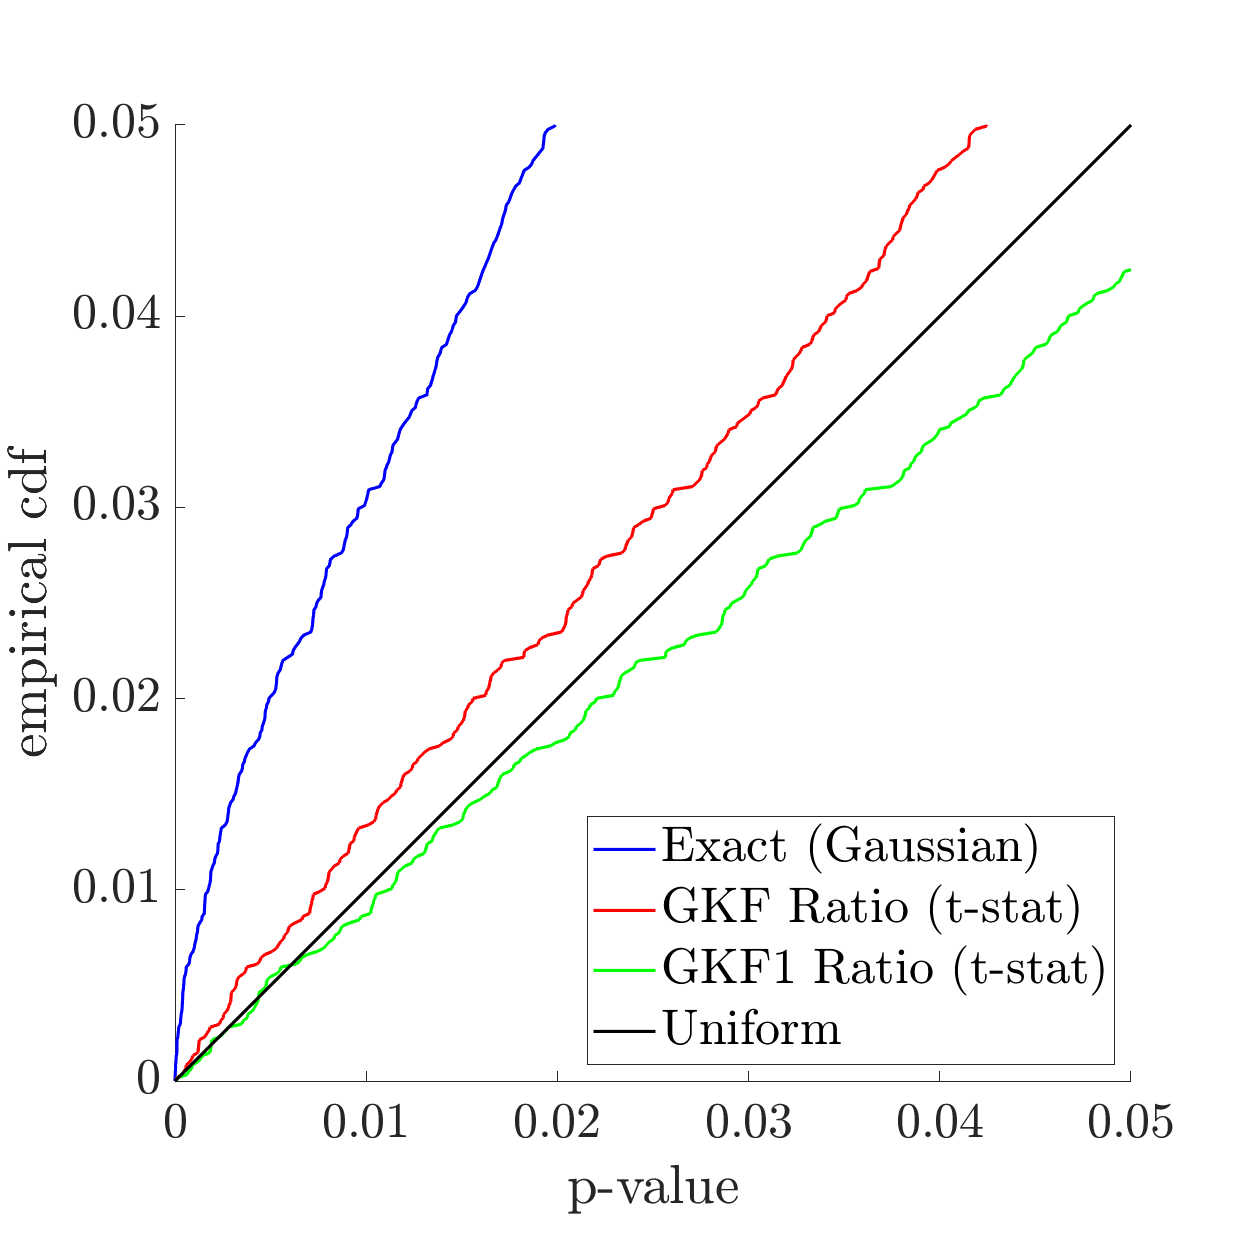 0.05
0.04
0.03
0.02
0.01
0
empirical cdf
Exact (Gaussian)
GKF Ratio (t-stat)
GKF1 Ratio (t-stat)
Uniform
0 0.01 0.02 0.03 0.04 0.05
p-value